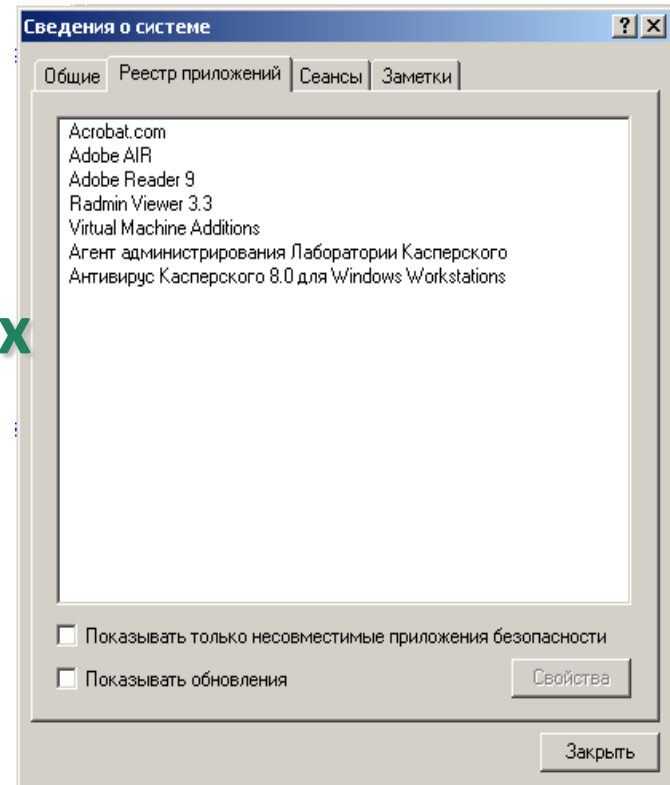 Сведения о системе
Общие Реестр приложений Сеансы Заметки
Acrobat.com
Adobe AIR
Adobe Reader 9
Radmin Viewer 3.3
Virtual Machine Additions
Агент администрирования Лаборатории Касперского
Антивирус Касперского 8.0 для Windows Workstations
х
Показывать только несовместимые приложения безопасности
Показывать обновления
Свойства
Закрыть